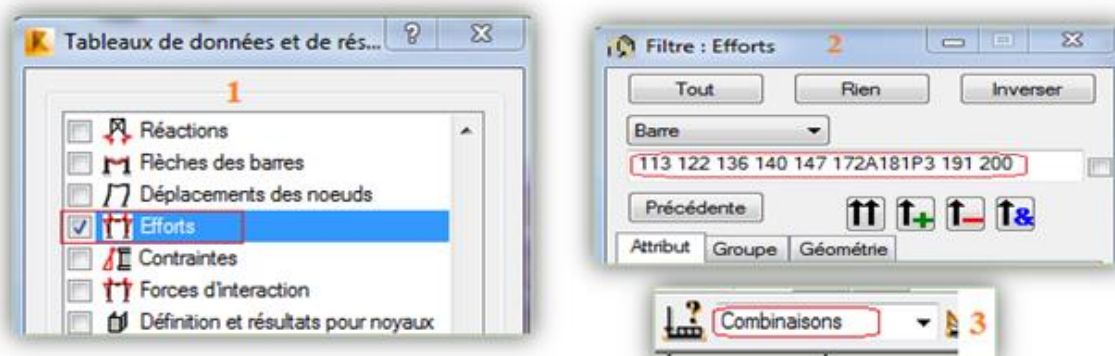 Tableaux de données et de rés...
1
Réactions
Flèches des barres
Déplacements des noeuds
Efforts
Contraintes
Forces d'interaction
Définition et résultats pour noyaux
Filtre : Efforts 2
Tout Rien Inverser
Barre
113 122 136 140 147 172A181P3 191 200
Précédente
Attribut Groupe Géométrie
Combinaisons 3